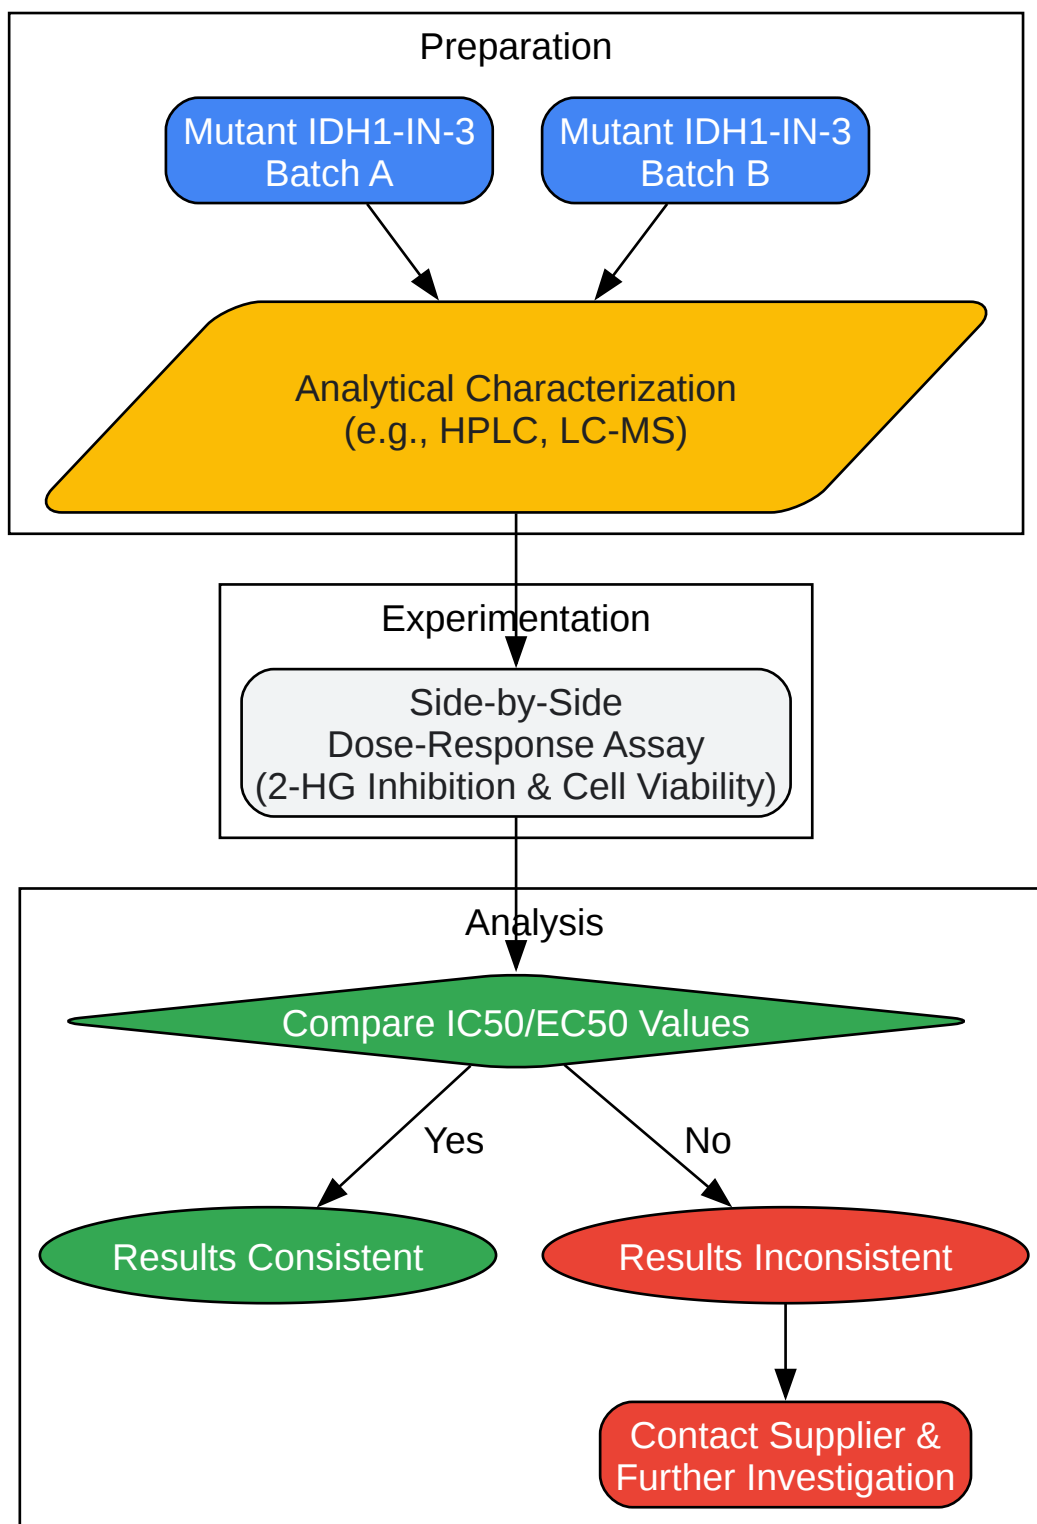 Preparation
Mutant IDH1-IN-3
Batch A
Mutant IDH1-IN-3
Batch B
Analytical Characterization
(e.g., HPLC, LC-MS)
Experimentation
Side-by-Side
Dose-Response Assay
(2-HG Inhibition & Cell Viability)
Analysis
Compare IC50/EC50 Values
Yes
No
Results Consistent
Results Inconsistent
Contact Supplier &
Further Investigation